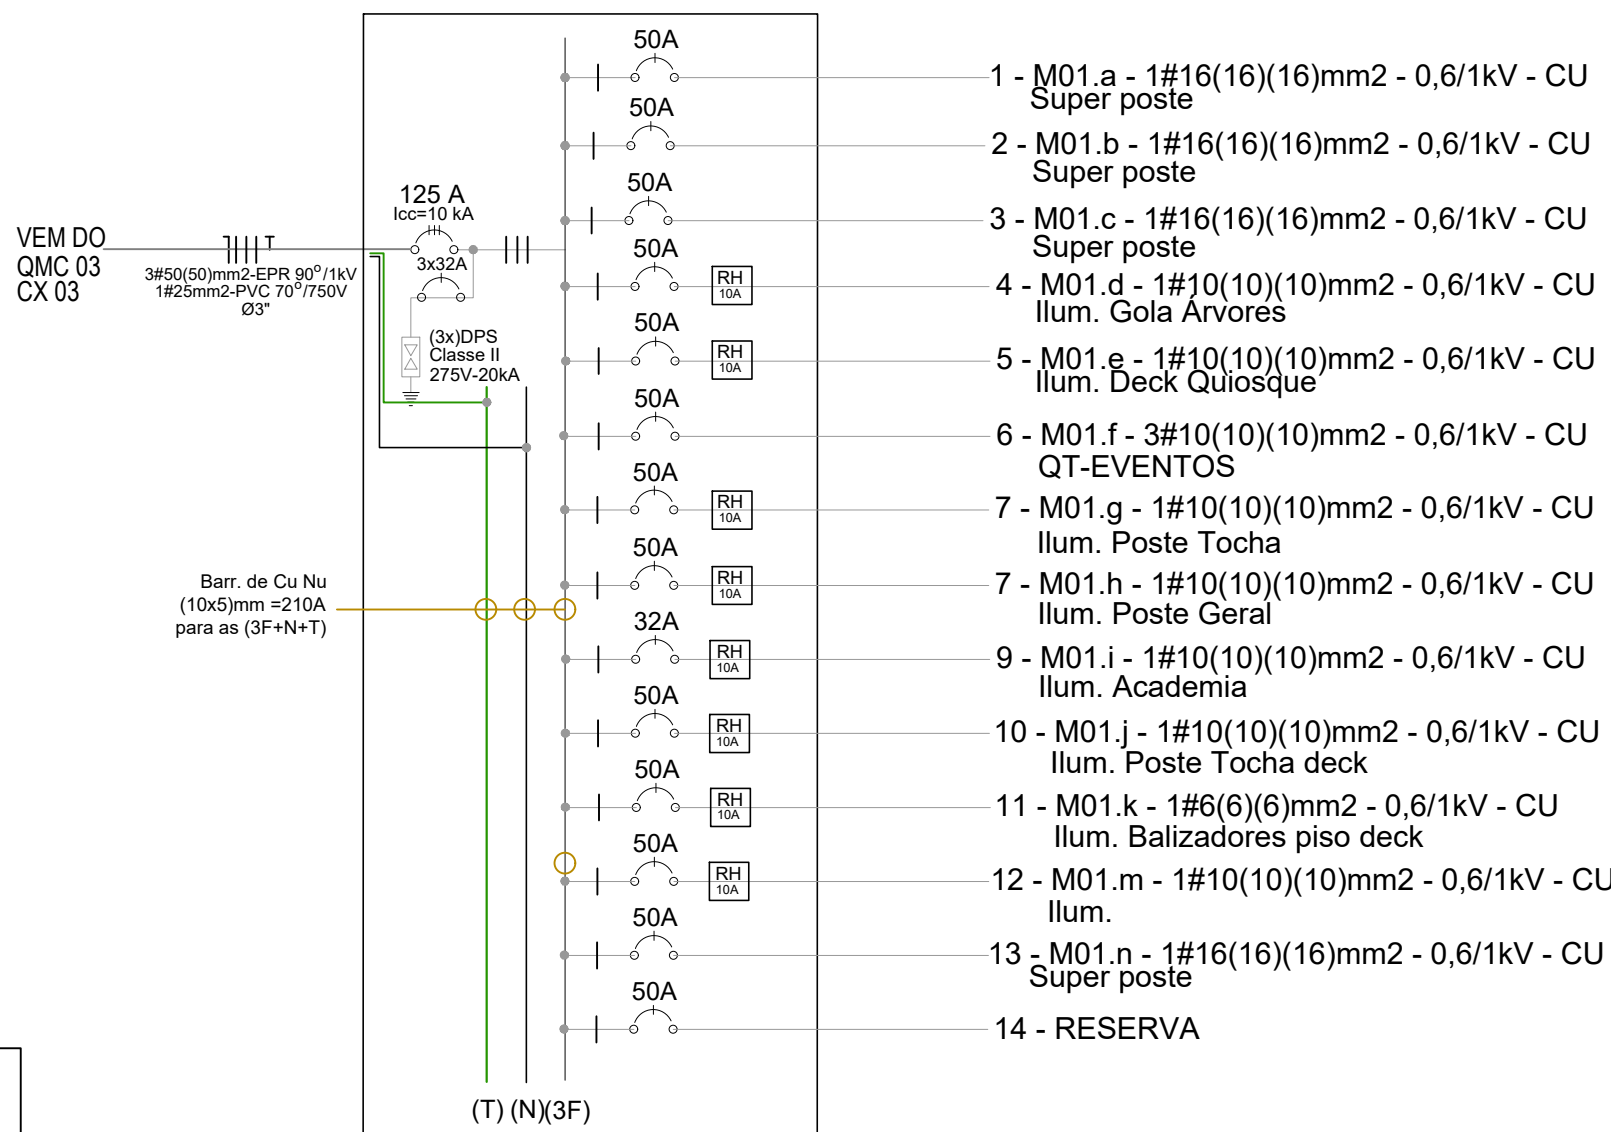 50A
1 - M01.a - 1#16(16)(16)mm2 - 0,6/1kV - CU
Super poste
50A
2 - M01.b - 1#16(16)(16)mm2 - 0,6/1kV - CU
Super poste
50A
3 - M01.c - 1#16(16)(16)mm2 - 0,6/1kV - CU
Super poste
125 A
Icc=10 kA
3x32A
VEM DO
QMC 03
CX 03
3#50(50)mm2-EPR 90°/1kV
1#25mm2-PVC 70°/750V
Ø3"
(3x)DPS
Classe II
275V-20kA
50A
RH
10A
4 - M01.d - 1#10(10)(10)mm2 - 0,6/1kV - CU
Ilum. Gola Árvores
50A
RH
10A
5 - M01.e - 1#10(10)(10)mm2 - 0,6/1kV - CU
Ilum. Deck Quiosque
50A
6 - M01.f - 3#10(10)(10)mm2 - 0,6/1kV - CU
QT-EVENTOS
50A
RH
10A
7 - M01.g - 1#10(10)(10)mm2 - 0,6/1kV - CU
Ilum. Poste Tocha
50A
RH
10A
7 - M01.h - 1#10(10)(10)mm2 - 0,6/1kV - CU
Ilum. Poste Geral
Barr. de Cu Nu
(10x5)mm =210A
para as (3F+N+T)
32A
RH
10A
9 - M01.i - 1#10(10)(10)mm2 - 0,6/1kV - CU
Ilum. Academia
50A
RH
10A
10 - M01.j - 1#10(10)(10)mm2 - 0,6/1kV - CU
Ilum. Poste Tocha deck
50A
RH
10A
11 - M01.k - 1#6(6)(6)mm2 - 0,6/1kV - CU
Ilum. Balizadores piso deck
50A
RH
10A
12 - M01.m - 1#10(10)(10)mm2 - 0,6/1kV - CU
Ilum.
50A
13 - M01.n - 1#16(16)(16)mm2 - 0,6/1kV - CU
Super poste
50A
14 - RESERVA
(T) (N)(3F)